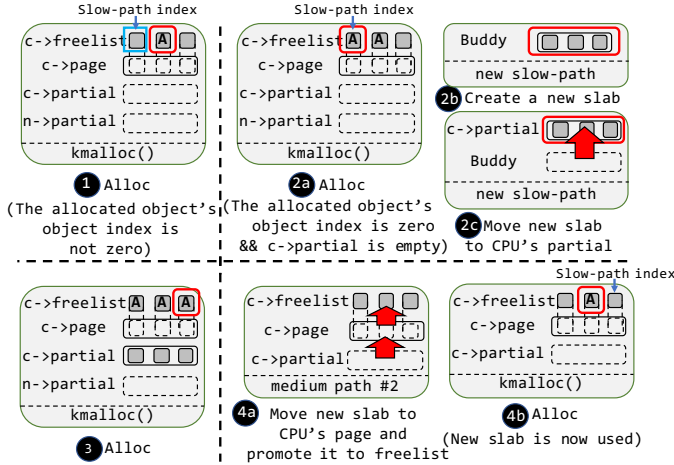 Slow-path index
c->freelist A
c->page
c->partial
n->partial
kmalloc()
1 Alloc
(The allocated object's
object index is
not zero)
Slow-path index
c->freelist A A
c->page
c->partial
n->partial
kmalloc()
2a Alloc
(The allocated object's
object index is zero
&& c->partial is empty)
Buddy
new slow-path
2b Create a new slab
c->partial
Buddy
new slow-path
2c Move new slab
to CPU's partial
c->freelist A A A
c->page
c->partial
n->partial
kmalloc()
3 Alloc
c->freelist
c->page
c->partial
medium path #2
4a Move new slab to
CPU's page and
promote it to freelist
Slow-path index
c->freelist A
c->page
c->partial
kmalloc()
4b Alloc
(New slab is now used)